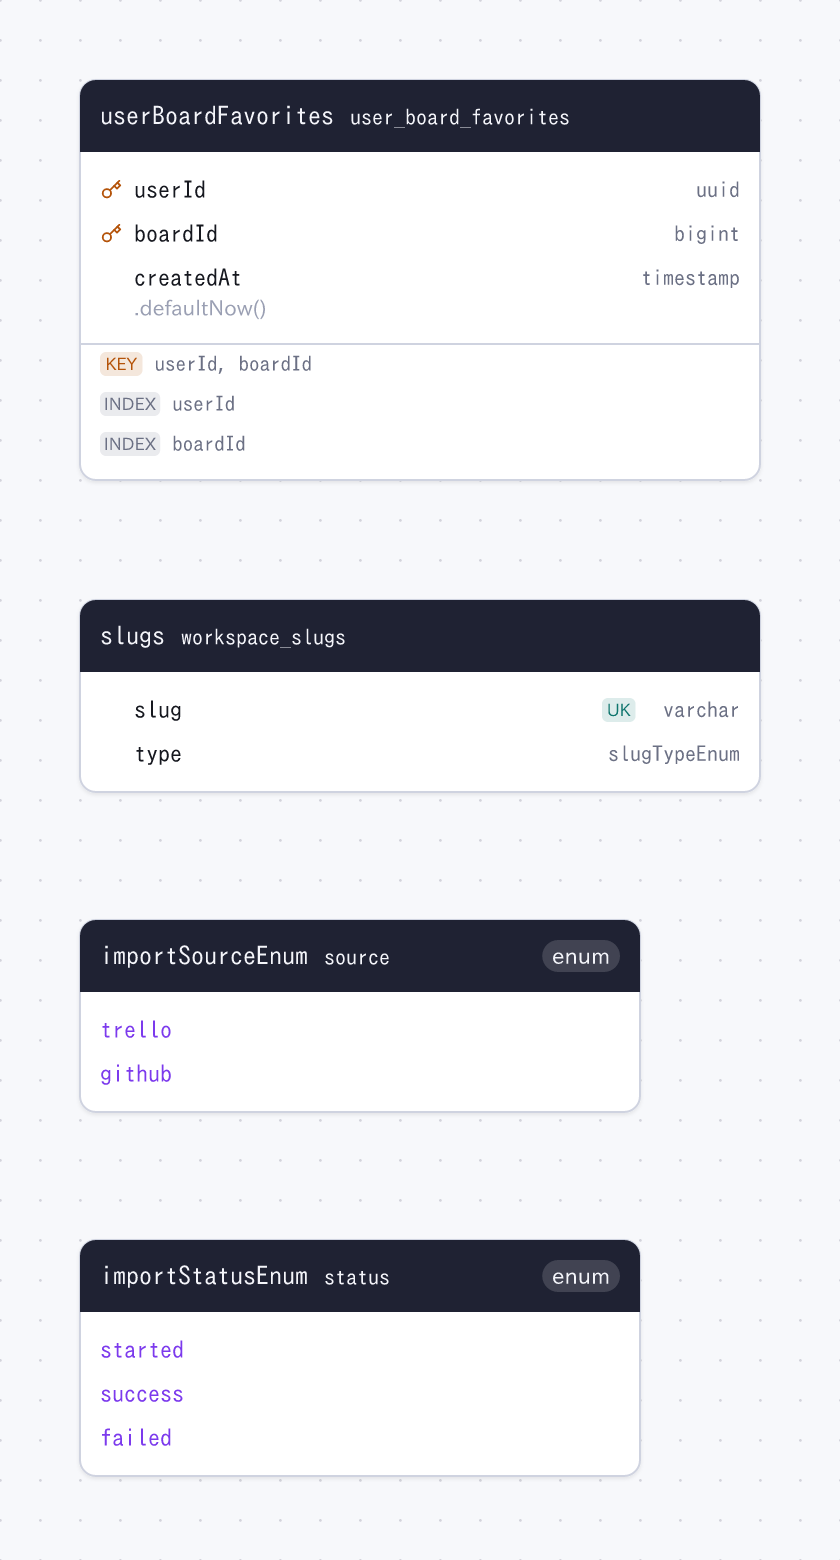 userBoardFavorites user_board_favorites
userId uuid
boardId bigint
createdAt timestamp
.defaultNow()
KEY userId, boardId
INDEX userId
INDEX boardId
slugs workspace_slugs
slug UK varchar
type slugTypeEnum
importSourceEnum source enum
trello
github
importStatusEnum status enum
started
success
failed